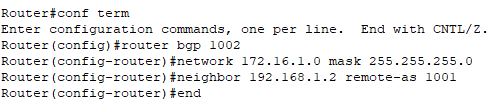 Router#conf term
Enter configuration commands, one per line.  End with CNTL/Z.
Router(config)#router bgp 1002
Router(config-router)#network 172.16.1.0 mask 255.255.255.0
Router(config-router)#neighbor 192.168.1.2 remote-as 1001
Router(config-router)#end